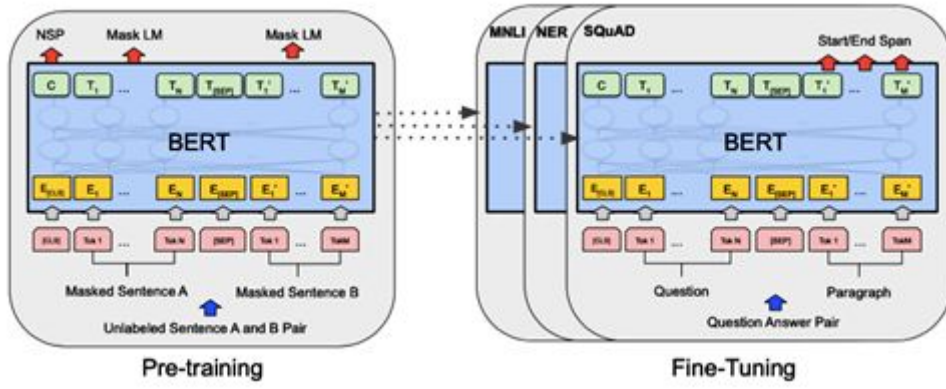 NSP Mask LM Mask LM
C T1 ... TN T[SEP] T1' ... TM'
BERT
E[CLS] E1 ... EN E[SEP] E1' ... EM'
[CLS] Tok 1 ... Tok N [SEP] Tok 1 ... TokM
Masked Sentence A Masked Sentence B
Unlabeled Sentence A and B Pair
Pre-training
MNLI NER SQuAD
Start/End Span
C T1 ... TN T[SEP] T1' ... TM'
BERT
E[CLS] E1 ... EN E[SEP] E1' ... EM'
[CLS] Tok 1 ... Tok N [SEP] Tok 1 ... TokM
Question Paragraph
Question Answer Pair
Fine-Tuning